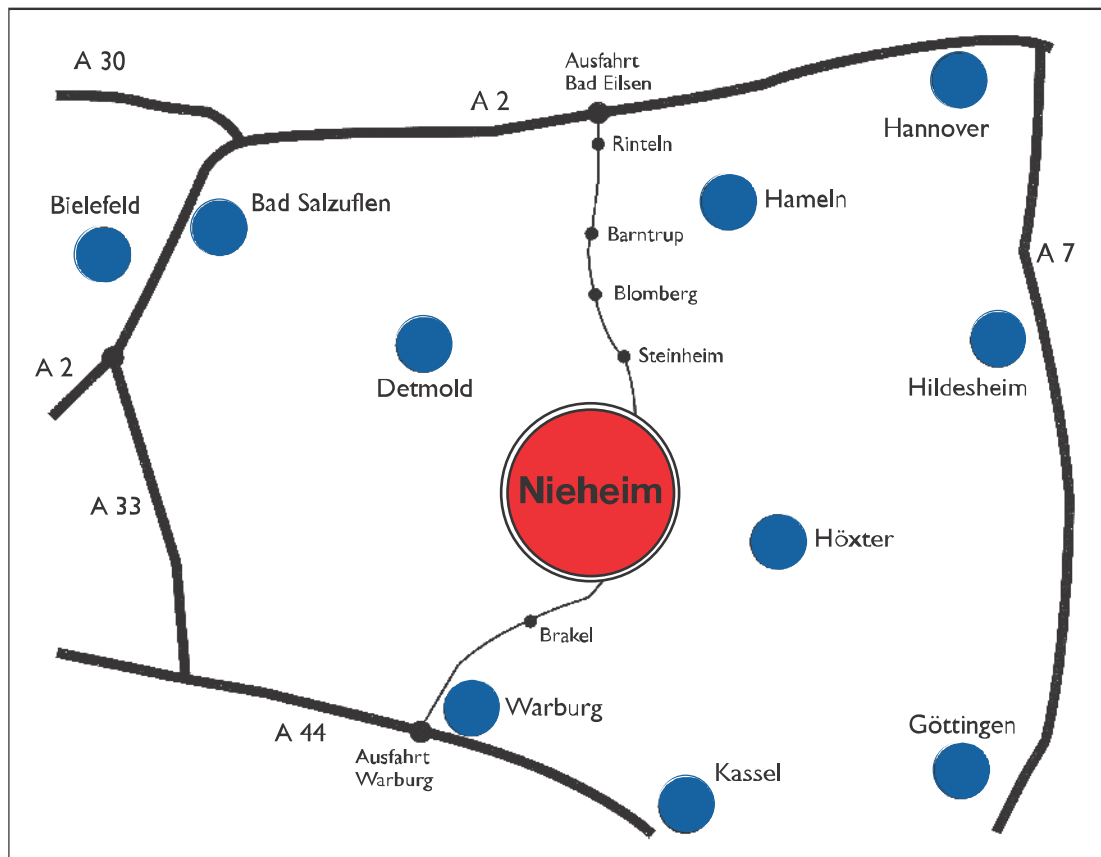 A 30
Ausfahrt
Bad Eilsen
A 2
Hannover
Rinteln
Bielefeld
Bad Salzuflen
Hameln
Barntrup
A 7
Blomberg
Steinheim
A 2
Detmold
Hildesheim
Nieheim
A 33
Höxter
Brakel
Warburg
A 44
Göttingen
Ausfahrt
Warburg
Kassel